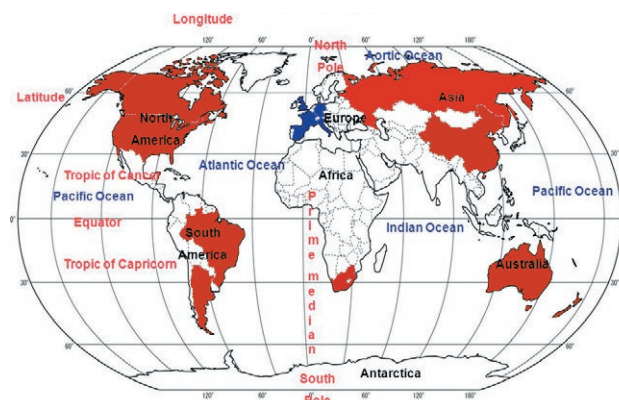 Longitude
North
Pole
Aortic Ocean
180° 120° 60° 0° 60° 120° 180°
Latitude
60°
60°
North
America
Europe
Asia
30°
30°
Atlantic Ocean
Tropic of Cancer
Africa
Pacific Ocean
Pacific Ocean
0°
0°
Equator
South
America
Prime median
Indian Ocean
Tropic of Capricorn
Australia
30°
30°
60°
60°
Antarctica
South
Pole
120° 60° 0° 60° 120° 180°